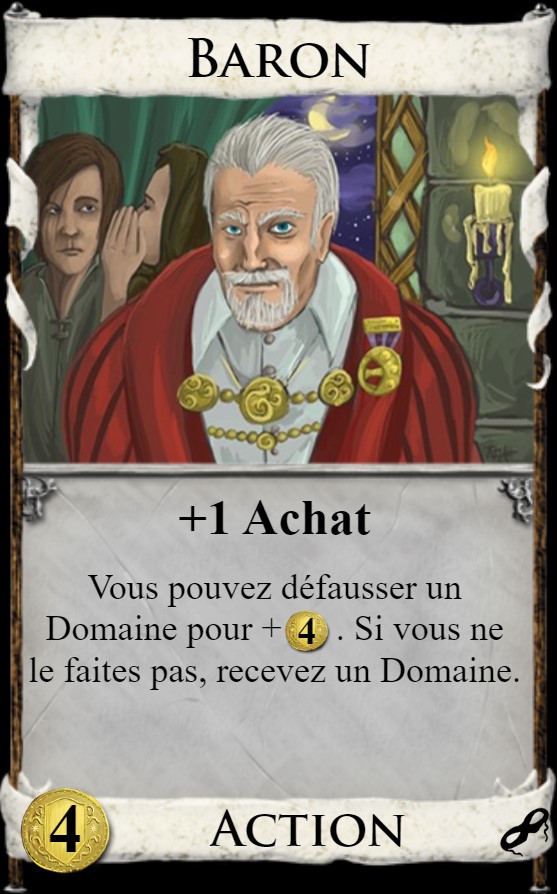 BARON
+1 Achat
Vous pouvez défausser un
Domaine pour + 4 . Si vous ne
le faites pas, recevez un Domaine.
4 ACTION